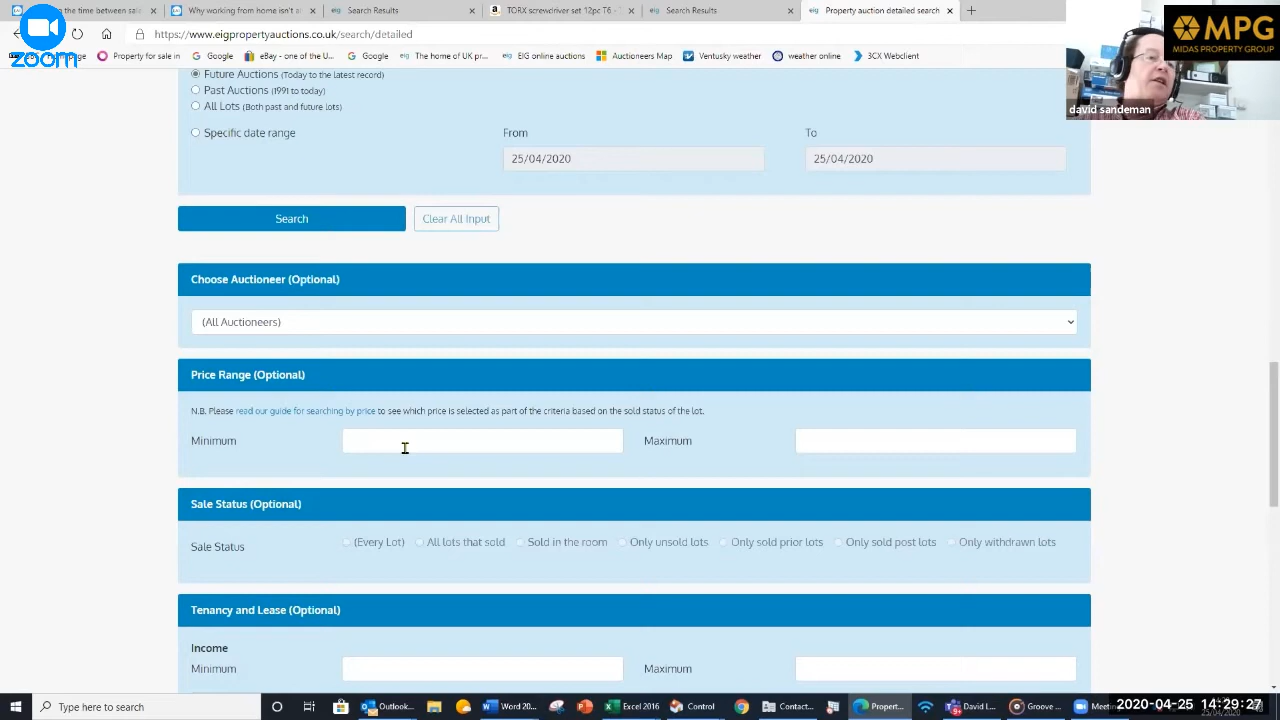 zoom
the time between sale
Why working from home isn't a
Search Results
TORX screwdriver set 12pc T6 -
Search Results
Property auction detailed search
https://www.eigpropertyauctions.co.uk/search/detailed
Property for sale in
Google
eBay - one of the U...
Google
Forthcoming Auctions
Auctioneers Map
Ventusky weather
weather online
3CX Webclient
MPG
MIDAS PROPERTY GROUP
david sandeman
Future Auctions (Today to the latest record)
Past Auctions (1991 to today)
All Lots (Both past and future lots)
Specific date range
From
To
25/04/2020
25/04/2020
Search
Clear All Input
Choose Auctioneer (Optional)
(All Auctioneers)
Price Range (Optional)
N.B. Please read our guide for searching by price to see which price is selected as part of the criteria based on the sold status of the lot.
Minimum
Maximum
Sale Status (Optional)
Sale Status
(Every Lot)
All lots that sold
Sold in the room
Only unsold lots
Only sold prior lots
Only sold post lots
Only withdrawn lots
Tenancy and Lease (Optional)
Income
Minimum
Maximum
Type here to search
Outlook...
Excel 2016
Control
Contact...
Propert...
David I...
Groove ...
2020-04-25 14:29:27